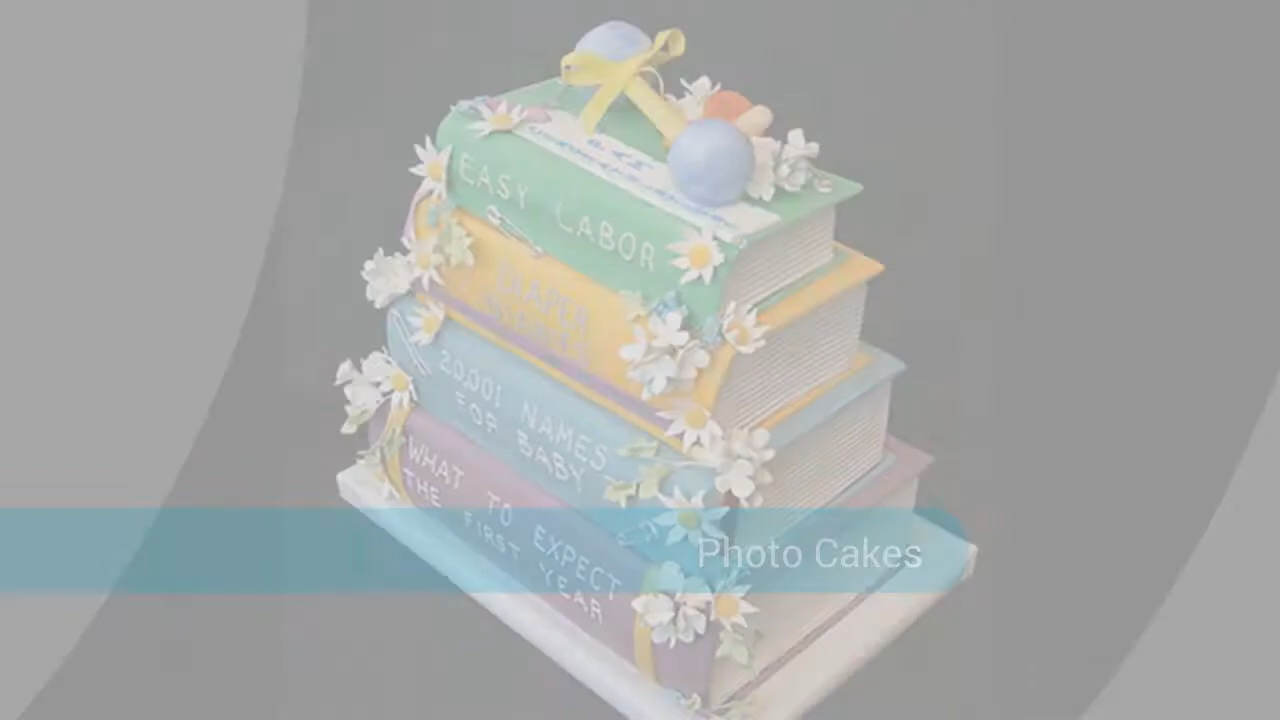 EASY LABOR
DIAPER
20,001 NAMES
FOR BABY
WHAT TO EXPECT
THE FIRST YEAR
Photo Cakes